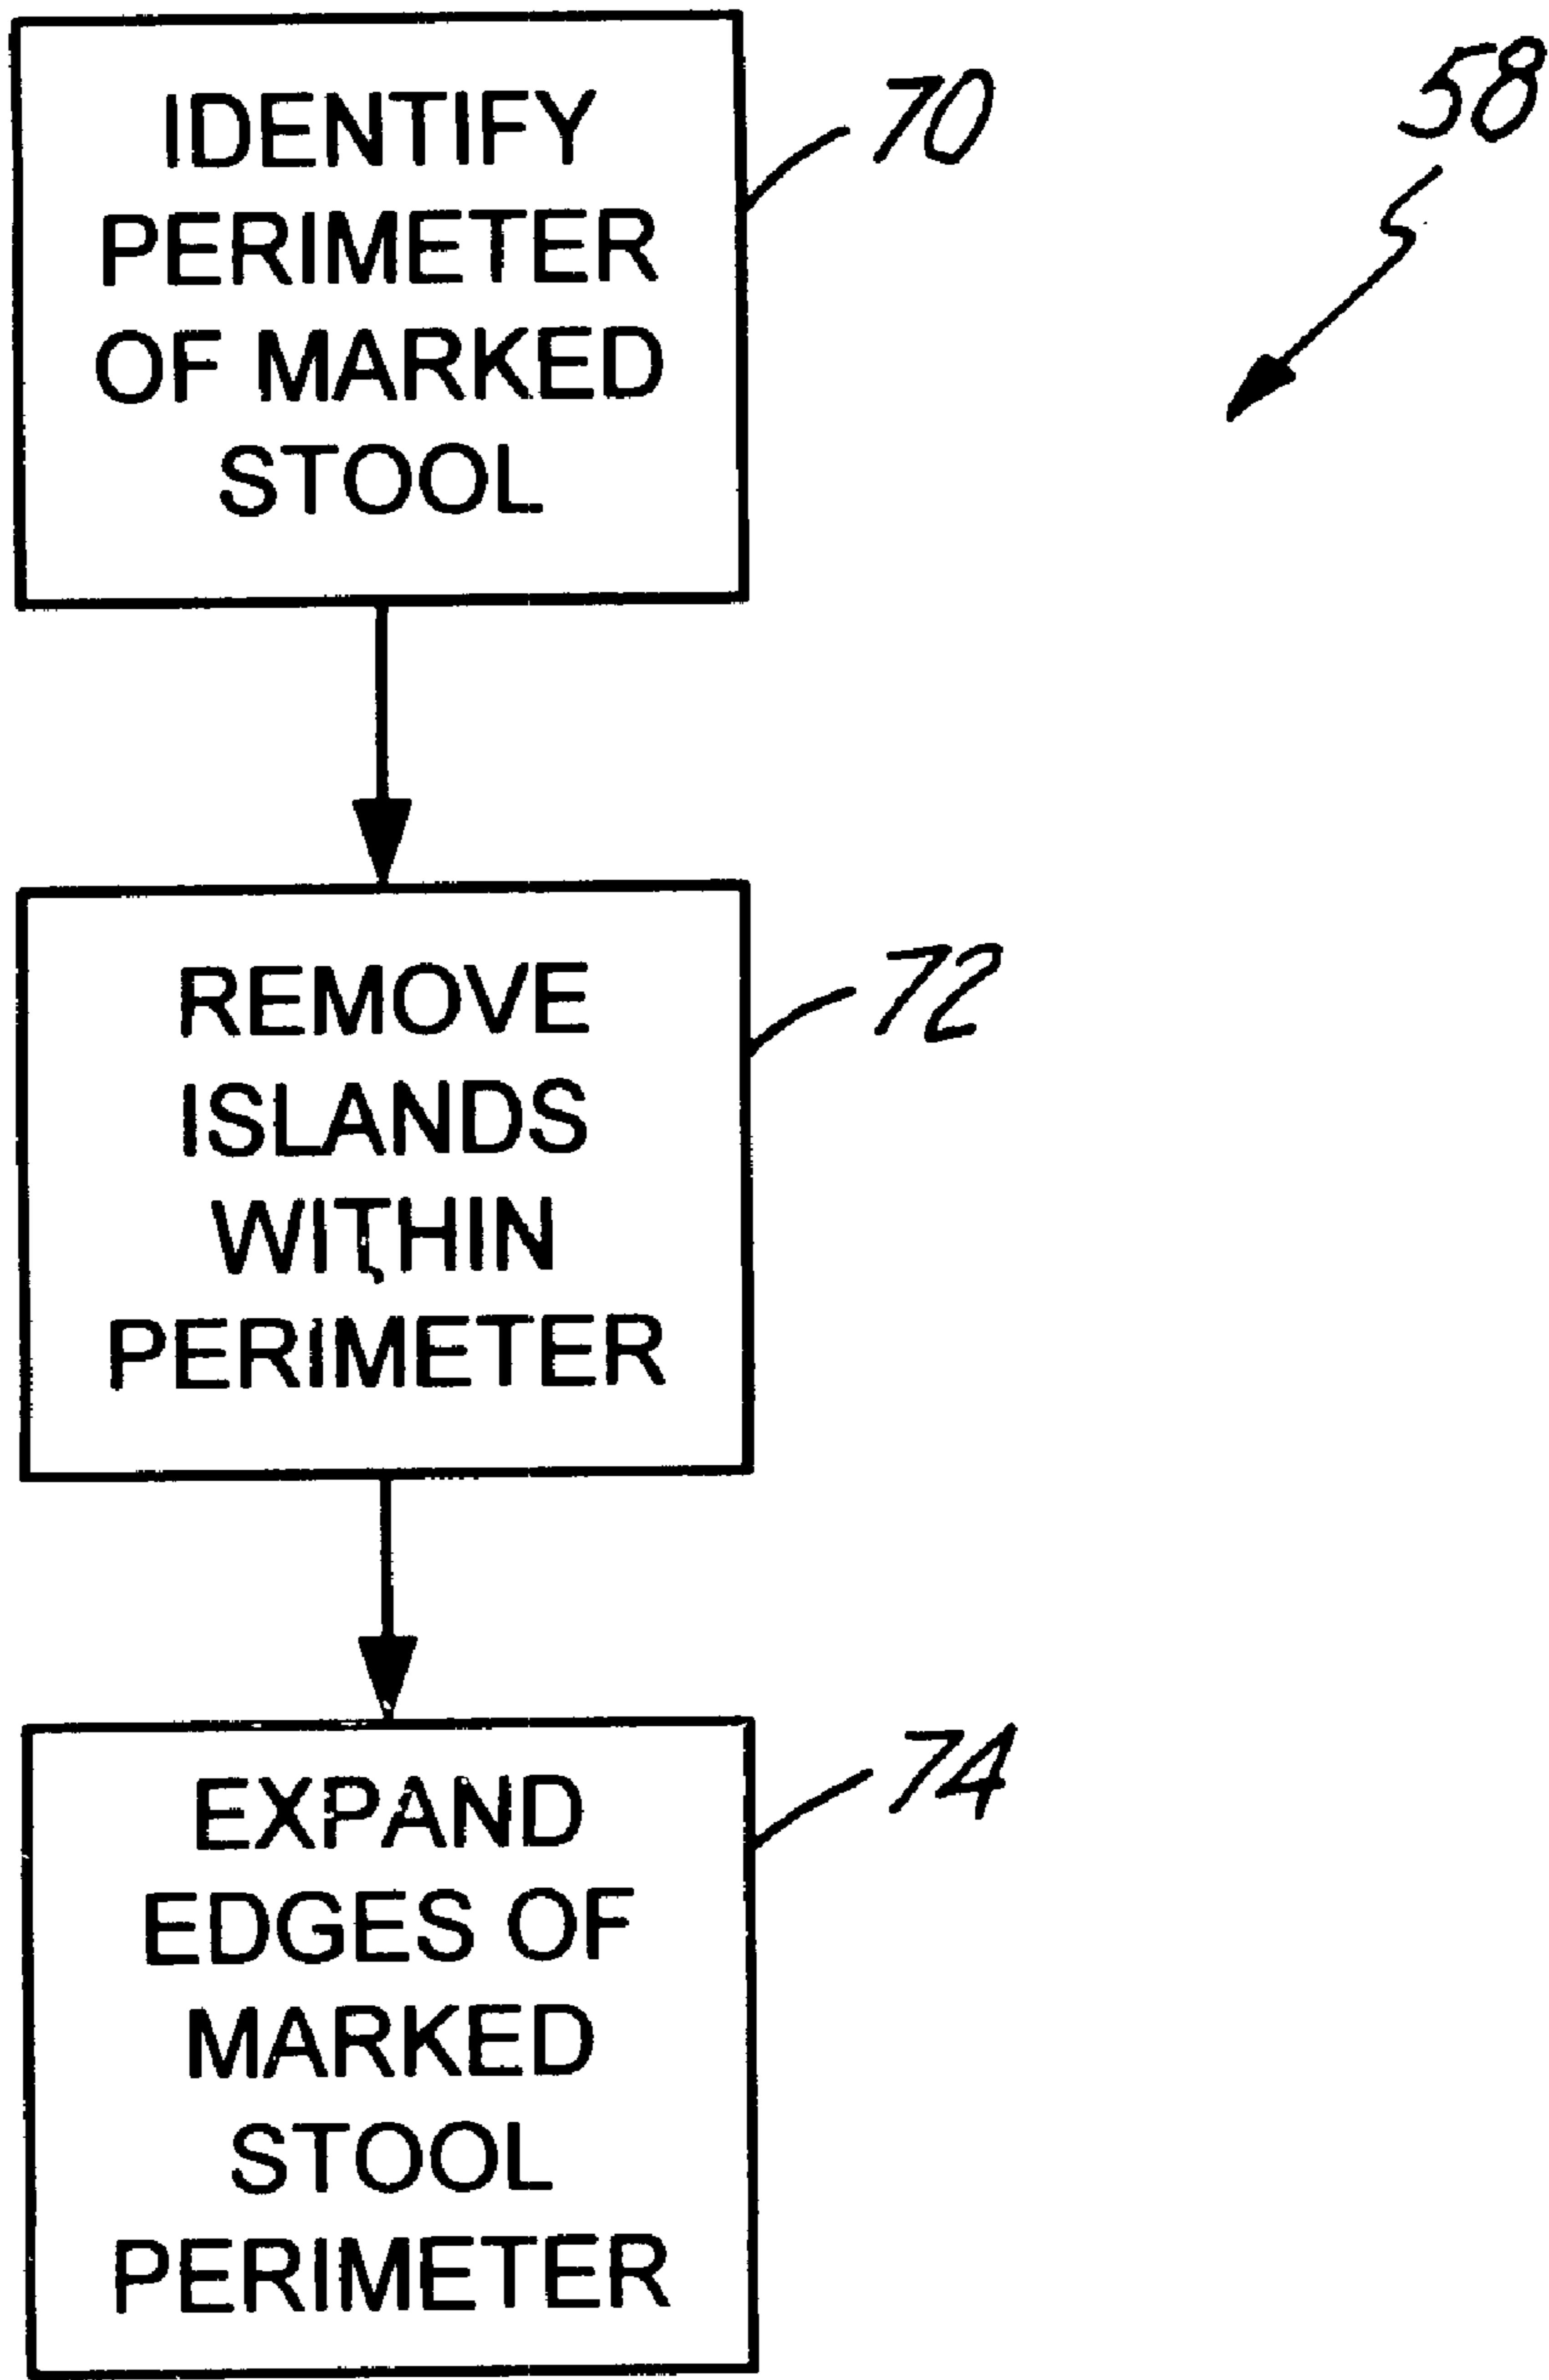 IDENTIFY
PERIMETER
OF MARKED
STOOL
70
58
REMOVE
ISLANDS
WITHIN
PERIMETER
72
EXPAND
EDGES OF
MARKED
STOOL
PERIMETER
74